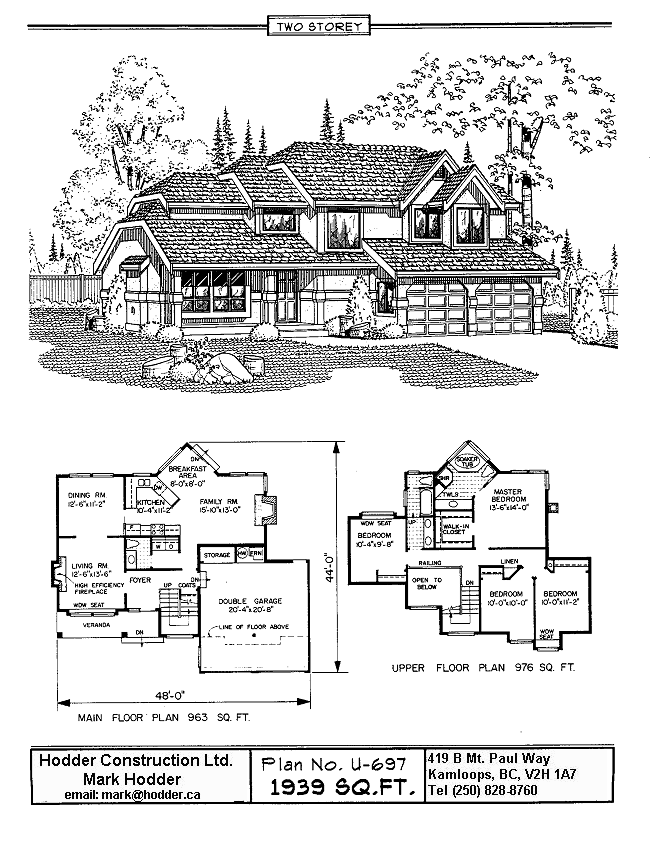 TWO STOREY
DN
BREAKFAST
AREA
8'-0"x8'-0"
DINING RM.
12'-6"x11'-2"
DW
KITCHEN
10'-4"x11'-2"
FAMILY RM.
15'-10"x13'-0"
F
W D
LIVING RM.
12'-6"x13'-6"
HIGH EFFICIENCY
FIREPLACE
FOYER
UP COATS
STORAGE
HW
FRN
DN
WDW SEAT
VERANDA
DN
DOUBLE GARAGE
20'-4"x20'-8"
LINE OF FLOOR ABOVE
44'-0"
48'-0"
MAIN FLOOR PLAN 963 SQ. FT.
SOAKER
TUB
SHR
TWLS
MASTER
BEDROOM
13'-6"x14'-0"
WDW SEAT
UP
BEDROOM
10'-4"x9'-8"
WALK-IN
CLOSET
RAILING
LINEN
OPEN TO
BELOW
DN
BEDROOM
10'-0"x10'-0"
BEDROOM
10'-0"x11'-2"
WDW
SEAT
UPPER FLOOR PLAN 976 SQ. FT.
Hodder Construction Ltd.
Mark Hodder
email: mark@hodder.ca
Plan No. U-697
1939 SQ.FT.
419 B Mt. Paul Way
Kamloops, BC, V2H 1A7
Tel (250) 828-8760